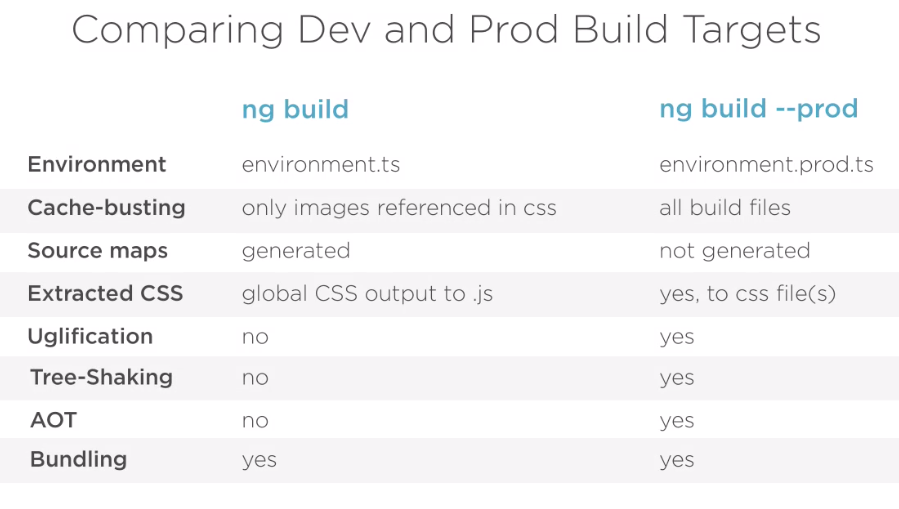 Comparing Dev and Prod Build Targets
ng build ng build --prod
Environment environment.ts environment.prod.ts
Cache-busting only images referenced in css all build files
Source maps generated not generated
Extracted CSS global CSS output to .js yes, to css file(s)
Uglification no yes
Tree-Shaking no yes
AOT no yes
Bundling yes yes